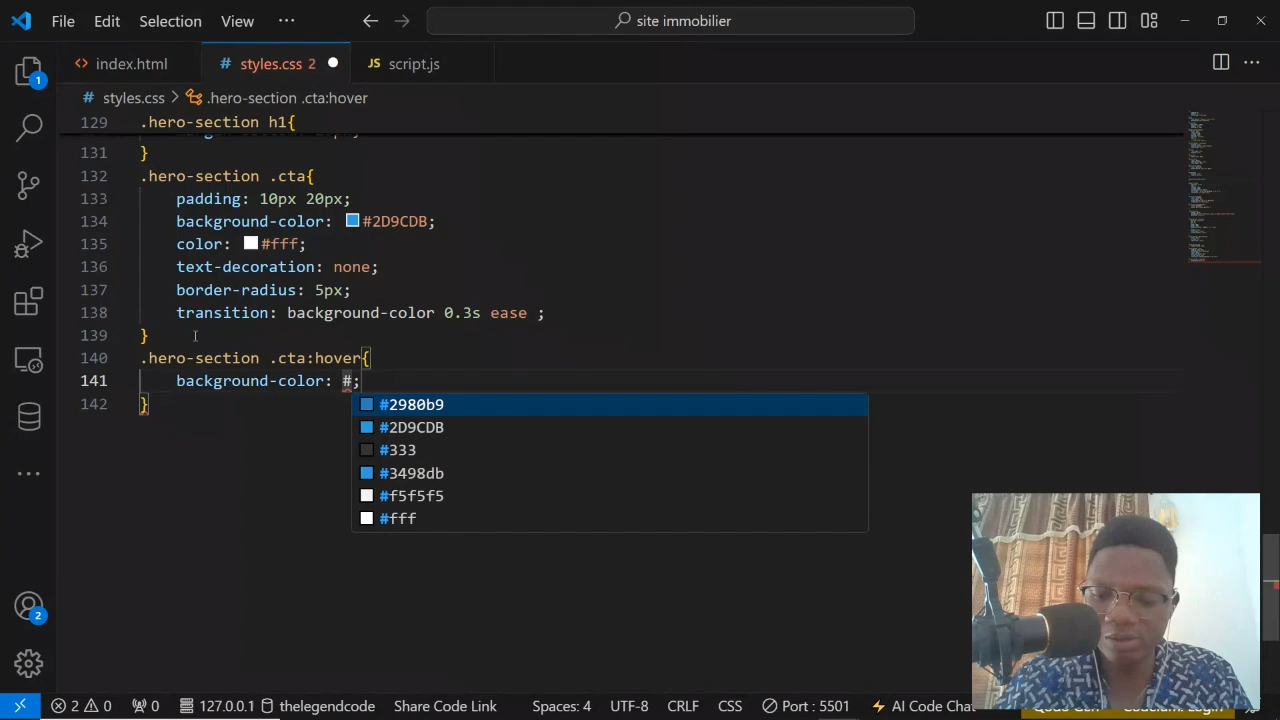 File Edit Selection View ··· site immobilier
index.html # styles.css 2 JS script.js
# styles.css > .hero-section .cta:hover
129 .hero-section h1{
131 }
132 .hero-section .cta{
133 padding: 10px 20px;
134 background-color: #2D9CDB;
135 color: #fff;
136 text-decoration: none;
137 border-radius: 5px;
138 transition: background-color 0.3s ease ;
139 }
140 .hero-section .cta:hover{
141 background-color: #;
142 }
#2980b9
#2D9CDB
#333
#3498db
#f5f5f5
#fff
1
2
2 0 0 127.0.0.1 thelegendcode Share Code Link Spaces: 4 UTF-8 CRLF CSS Port : 5501 AI Code Chat